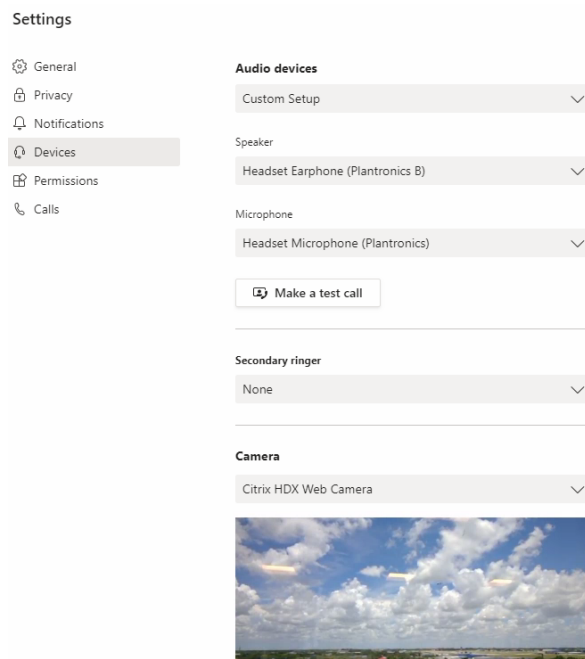 Settings
General
Privacy
Notifications
Devices
Permissions
Calls
Audio devices
Custom Setup
Speaker
Headset Earphone (Plantronics B)
Microphone
Headset Microphone (Plantronics)
Make a test call
Secondary ringer
None
Camera
Citrix HDX Web Camera